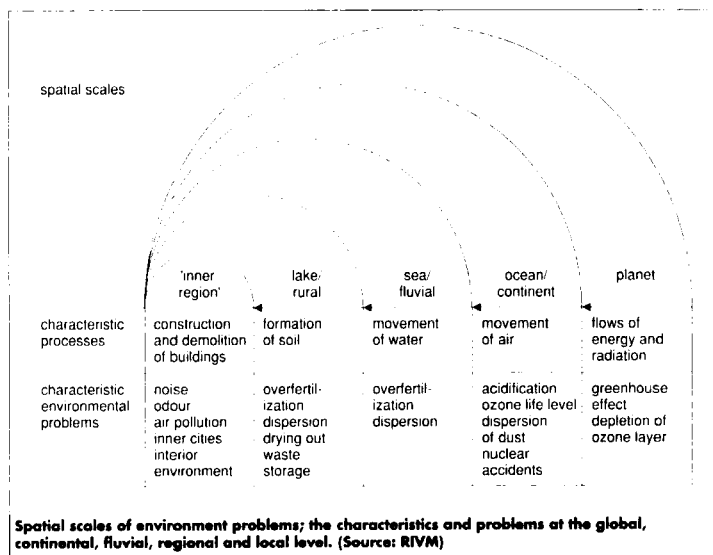 spatial scales
'inner region'
lake/ rural
sea/ fluvial
ocean/ continent
planet
characteristic processes
construction and demolition of buildings
formation of soil
movement of water
movement of air
flows of energy and radiation
characteristic environmental problems
noise
odour
air pollution
inner cities
interior
environment
overfertil-
ization
dispersion
drying out
waste
storage
overfertil-
ization
dispersion
acidification
ozone life level
dispersion
of dust
nuclear
accidents
greenhouse
effect
depletion of
ozone layer
Spatial scales of environment problems; the characteristics and problems at the global,
continental, fluvial, regional and local level. (Source: RIVM)